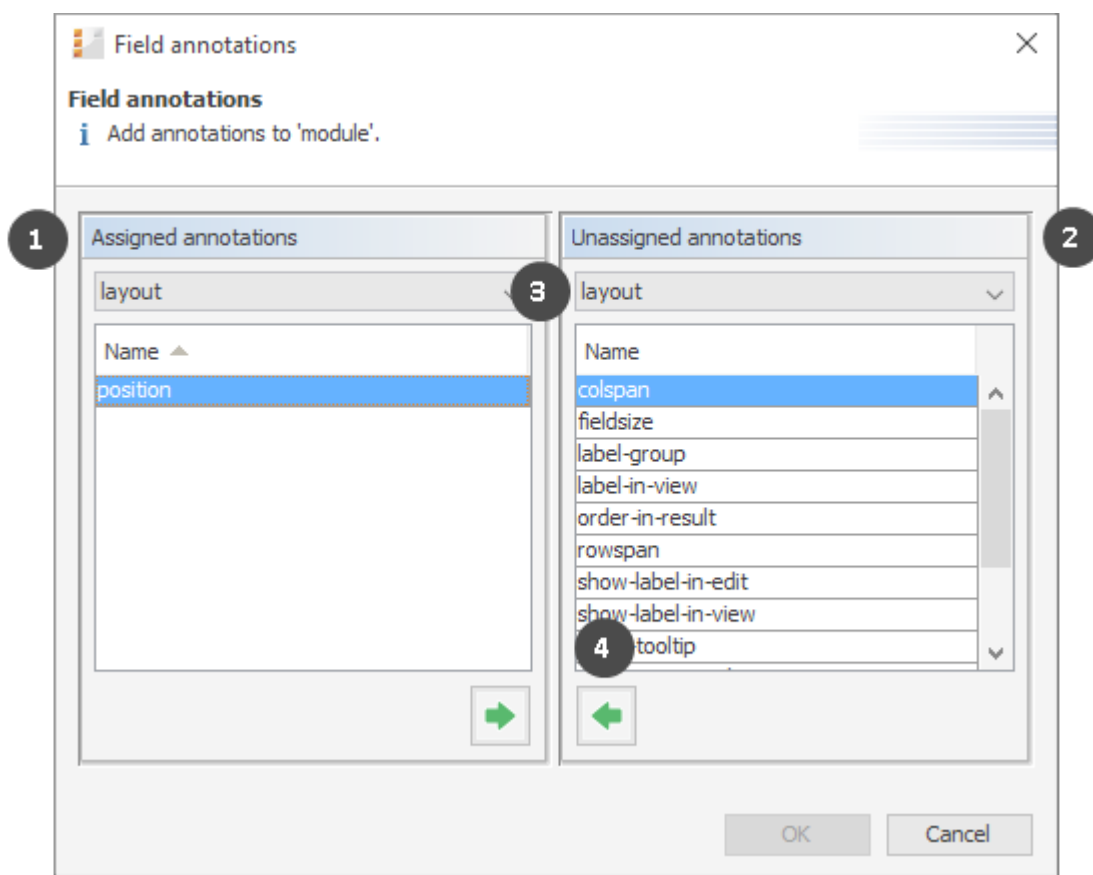 Field annotations
Field annotations
i Add annotations to 'module'.
1
Assigned annotations
layout
Name
position
2
Unassigned annotations
3
layout
Name
colspan
fieldsize
label-group
label-in-view
order-in-result
rowspan
show-label-in-edit
show-label-in-view
4
-tooltip
OK
Cancel